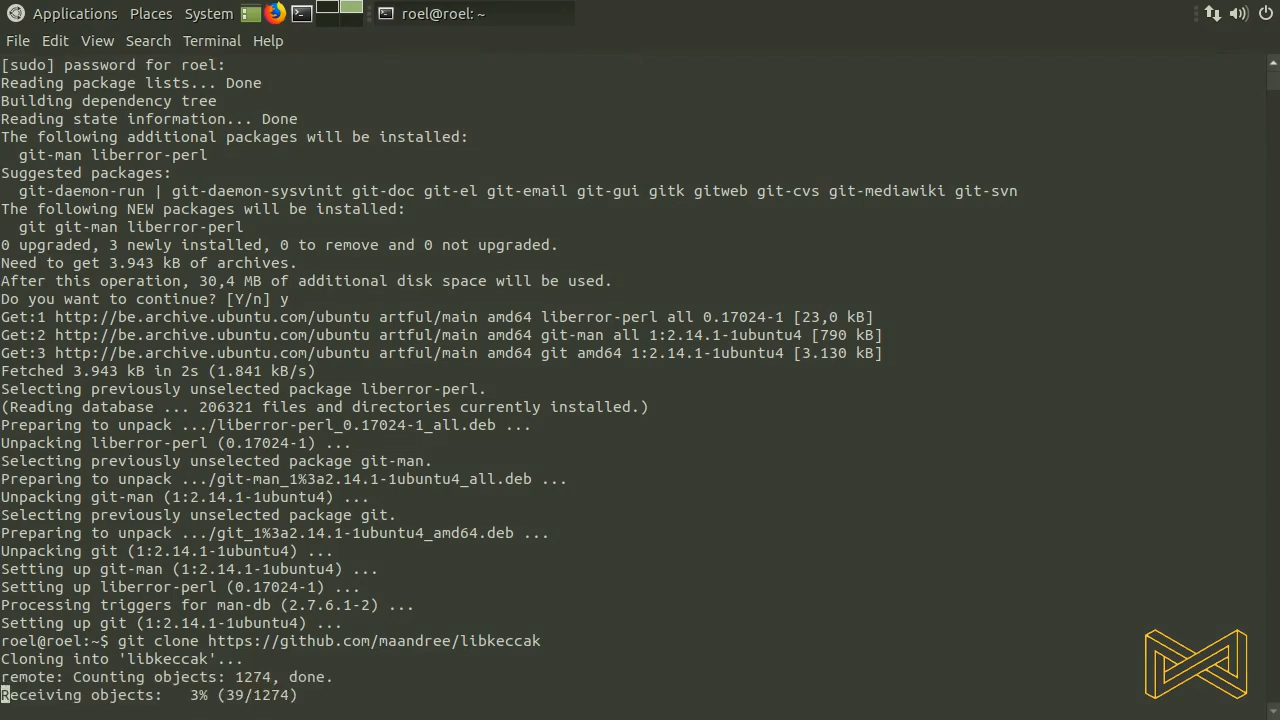 Applications Places System roel@roel: ~
File Edit View Search Terminal Help
[sudo] password for roel:
Reading package lists... Done
Building dependency tree
Reading state information... Done
The following additional packages will be installed:
  git-man liberror-perl
Suggested packages:
  git-daemon-run | git-daemon-sysvinit git-doc git-el git-email git-gui gitk gitweb git-cvs git-mediawiki git-svn
The following NEW packages will be installed:
  git git-man liberror-perl
0 upgraded, 3 newly installed, 0 to remove and 0 not upgraded.
Need to get 3.943 kB of archives.
After this operation, 30,4 MB of additional disk space will be used.
Do you want to continue? [Y/n] y
Get:1 http://be.archive.ubuntu.com/ubuntu artful/main amd64 liberror-perl all 0.17024-1 [23,0 kB]
Get:2 http://be.archive.ubuntu.com/ubuntu artful/main amd64 git-man all 1:2.14.1-1ubuntu4 [790 kB]
Get:3 http://be.archive.ubuntu.com/ubuntu artful/main amd64 git amd64 1:2.14.1-1ubuntu4 [3.130 kB]
Fetched 3.943 kB in 2s (1.841 kB/s)
Selecting previously unselected package liberror-perl.
(Reading database ... 206321 files and directories currently installed.)
Preparing to unpack .../liberror-perl_0.17024-1_all.deb ...
Unpacking liberror-perl (0.17024-1) ...
Selecting previously unselected package git-man.
Preparing to unpack .../git-man_1%3a2.14.1-1ubuntu4_all.deb ...
Unpacking git-man (1:2.14.1-1ubuntu4) ...
Selecting previously unselected package git.
Preparing to unpack .../git_1%3a2.14.1-1ubuntu4_amd64.deb ...
Unpacking git (1:2.14.1-1ubuntu4) ...
Setting up git-man (1:2.14.1-1ubuntu4) ...
Setting up liberror-perl (0.17024-1) ...
Processing triggers for man-db (2.7.6.1-2) ...
Setting up git (1:2.14.1-1ubuntu4) ...
roel@roel:~$ git clone https://github.com/maandree/libkeccak
Cloning into 'libkeccak'...
remote: Counting objects: 1274, done.
Receiving objects:   3% (39/1274)